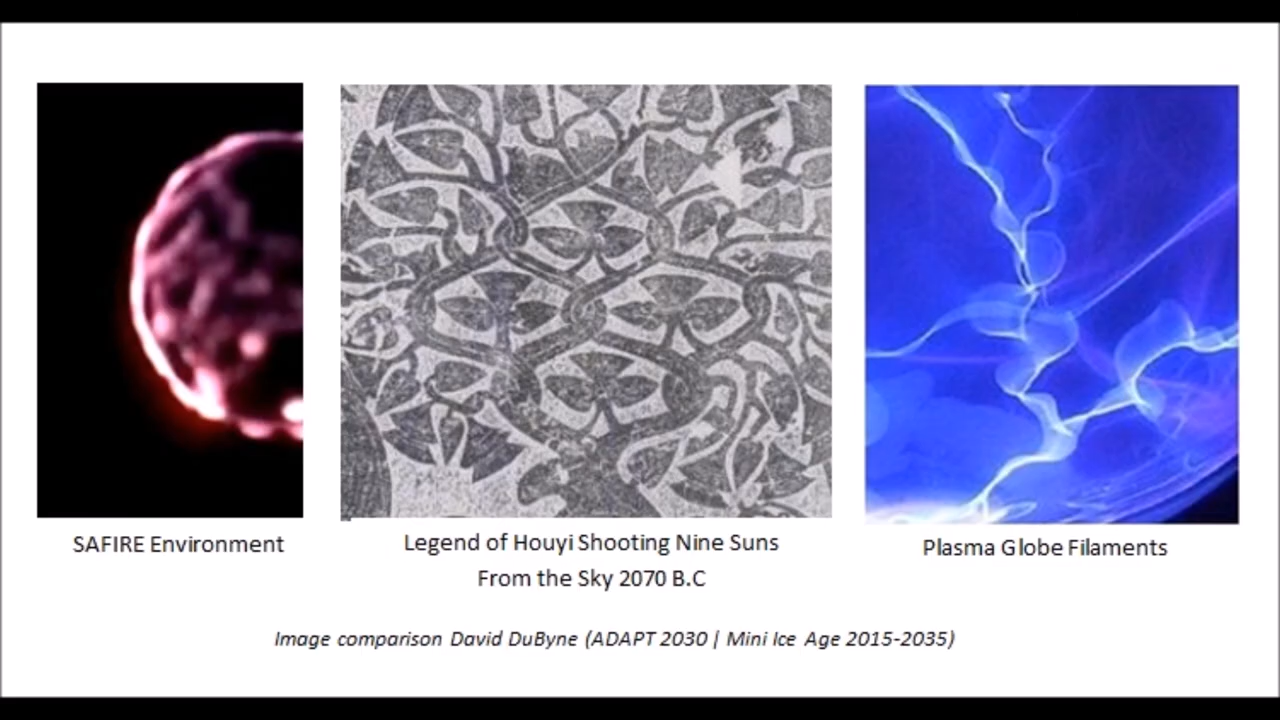 SAFIRE Environment
Legend of Houyi Shooting Nine Suns
From the Sky 2070 B.C
Plasma Globe Filaments
Image comparison David DuByne (ADAPT 2030 | Mini Ice Age 2015-2035)